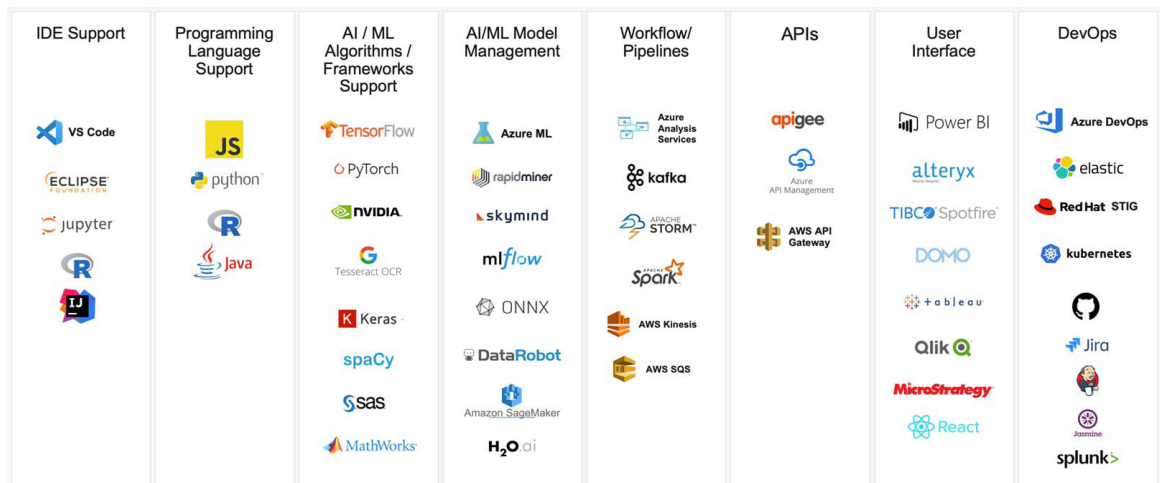 IDE Support
VS Code
ECLIPSE
FOUNDATION
jupyter
R
IJ
Programming
Language
Support
JS
python™
R
Java
AI / ML
Algorithms /
Frameworks
Support
TensorFlow
PyTorch
NVIDIA.
G
Tesseract OCR
K Keras
spaCy
sas
MathWorks®
AI/ML Model
Management
Azure ML
rapidminer
skymind
mlflow
ONNX
DataRobot
Amazon SageMaker
H2O.ai
Workflow/
Pipelines
Azure
Analysis
Services
kafka
APACHE
STORM™
APACHE
Spark
AWS Kinesis
AWS SQS
APIs
apigee
Azure
API Management
AWS API
Gateway
User
Interface
Power BI
alteryx
TIBCO Spotfire®
DOMO
+ableau
Qlik
MicroStrategy
React
DevOps
Azure DevOps
elastic
Red Hat STIG
kubernetes
Jira
Jasmine
splunk>